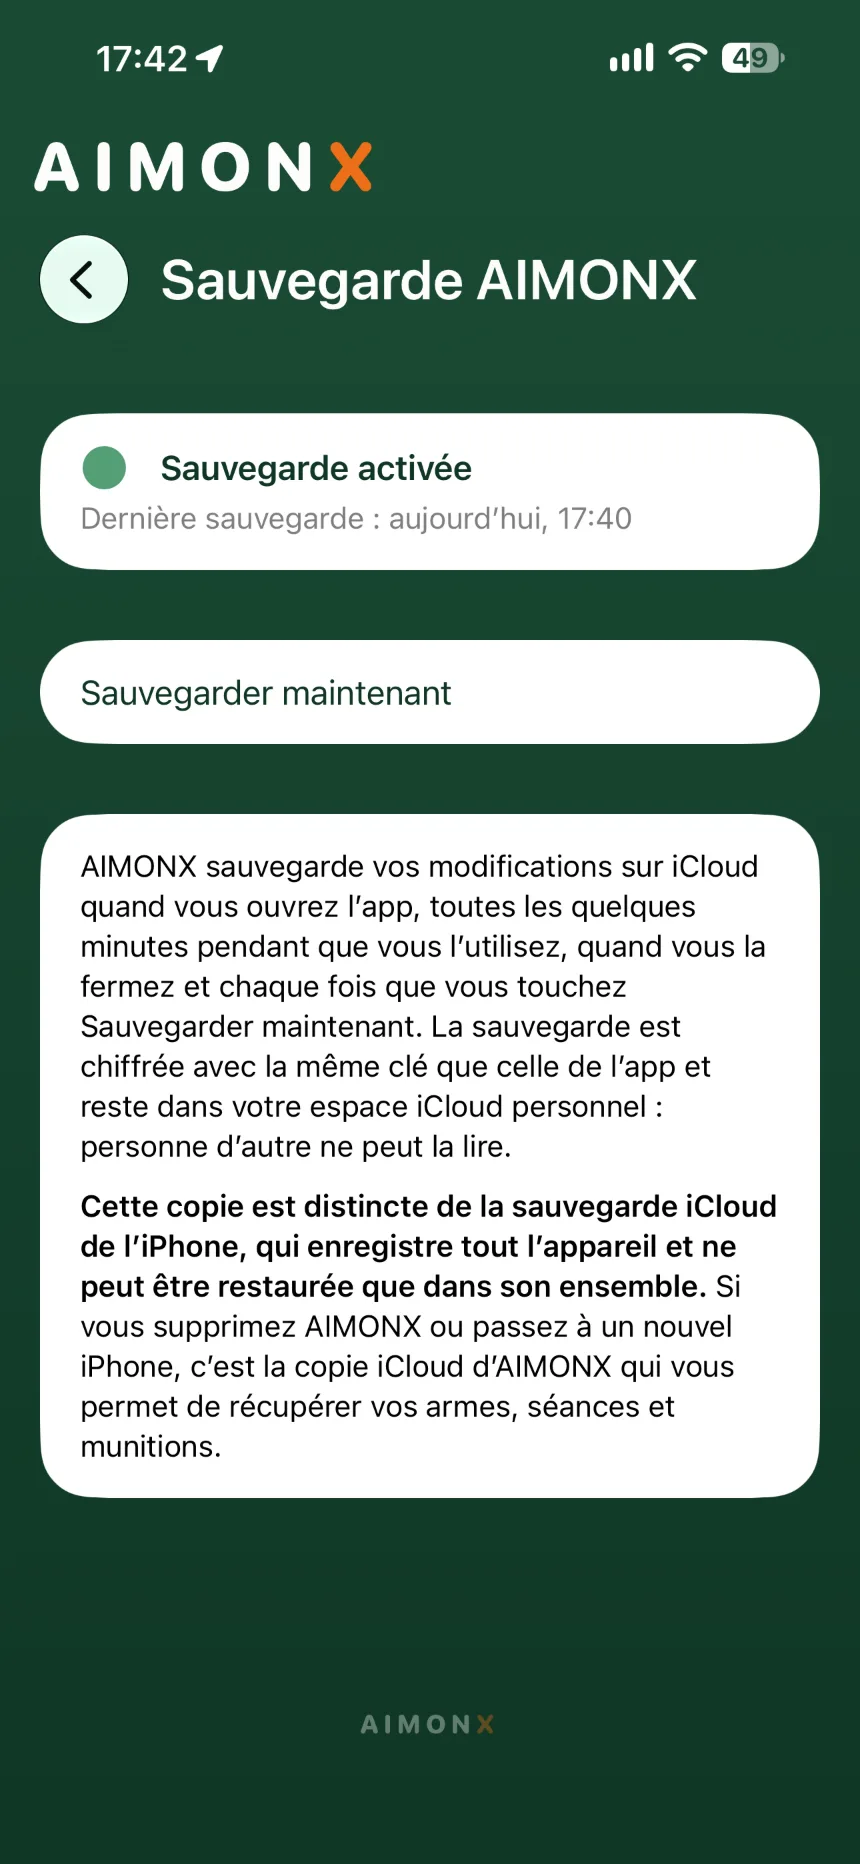 17:42
49
AIMONX
Sauvegarde AIMONX
Sauvegarde activée
Dernière sauvegarde : aujourd’hui, 17:40
Sauvegarder maintenant
AIMONX sauvegarde vos modifications sur iCloud
quand vous ouvrez l’app, toutes les quelques
minutes pendant que vous l’utilisez, quand vous la
fermez et chaque fois que vous touchez
Sauvegarder maintenant. La sauvegarde est
chiffrée avec la même clé que celle de l’app et
reste dans votre espace iCloud personnel :
personne d’autre ne peut la lire.
Cette copie est distincte de la sauvegarde iCloud
de l’iPhone, qui enregistre tout l’appareil et ne
peut être restaurée que dans son ensemble. Si
vous supprimez AIMONX ou passez à un nouvel
iPhone, c’est la copie iCloud d’AIMONX qui vous
permet de récupérer vos armes, séances et
munitions.
AIMONX